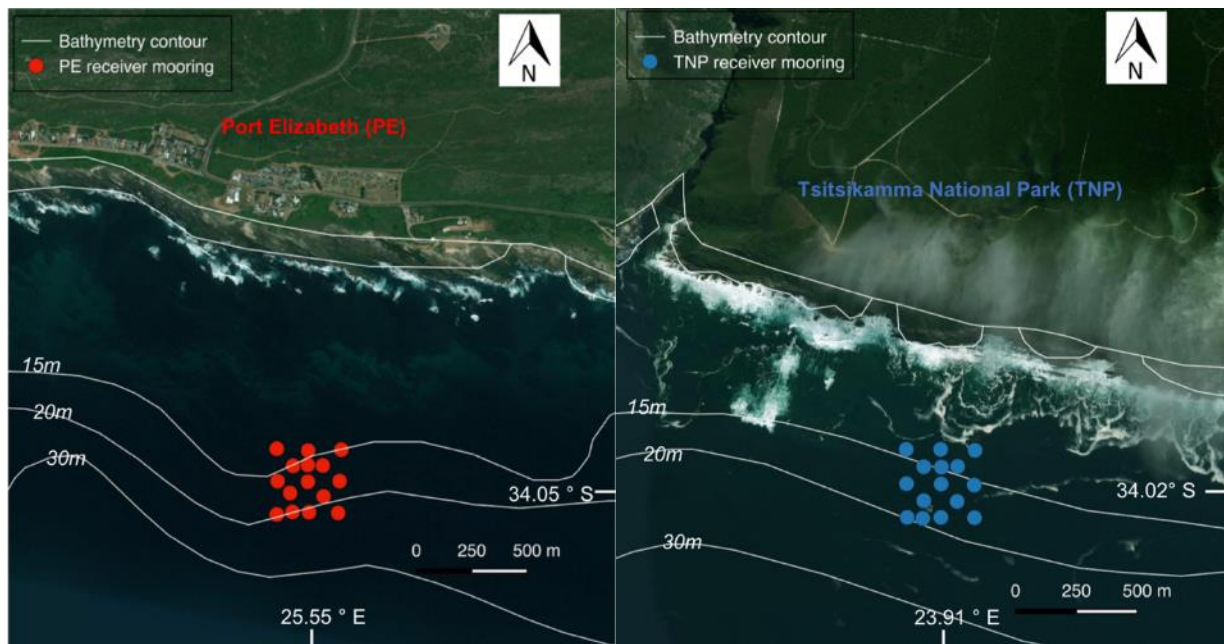 Bathymetry contour
PE receiver mooring
N
Port Elizabeth (PE)
15m
20m
30m
34.05 ° S
0 250 500 m
25.55 ° E
Bathymetry contour
TNP receiver mooring
N
Tsitsikamma National Park (TNP)
15m
20m
30m
34.02° S
0 250 500 m
23.91 ° E